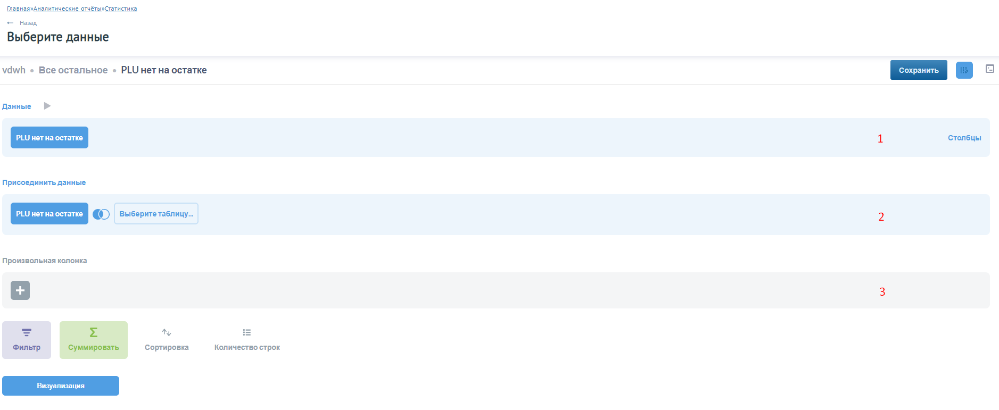 Главная»Аналитические отчёты»Статистика
← Назад
Выберите данные
vdwh • Все остальное • PLU нет на остатке
Сохранить
Данные
PLU нет на остатке
1
Столбцы
Присоединить данные
PLU нет на остатке
Выберите таблицу...
2
Произвольная колонка
+
3
Фильтр
Σ
Суммировать
Сортировка
Количество строк
Визуализация